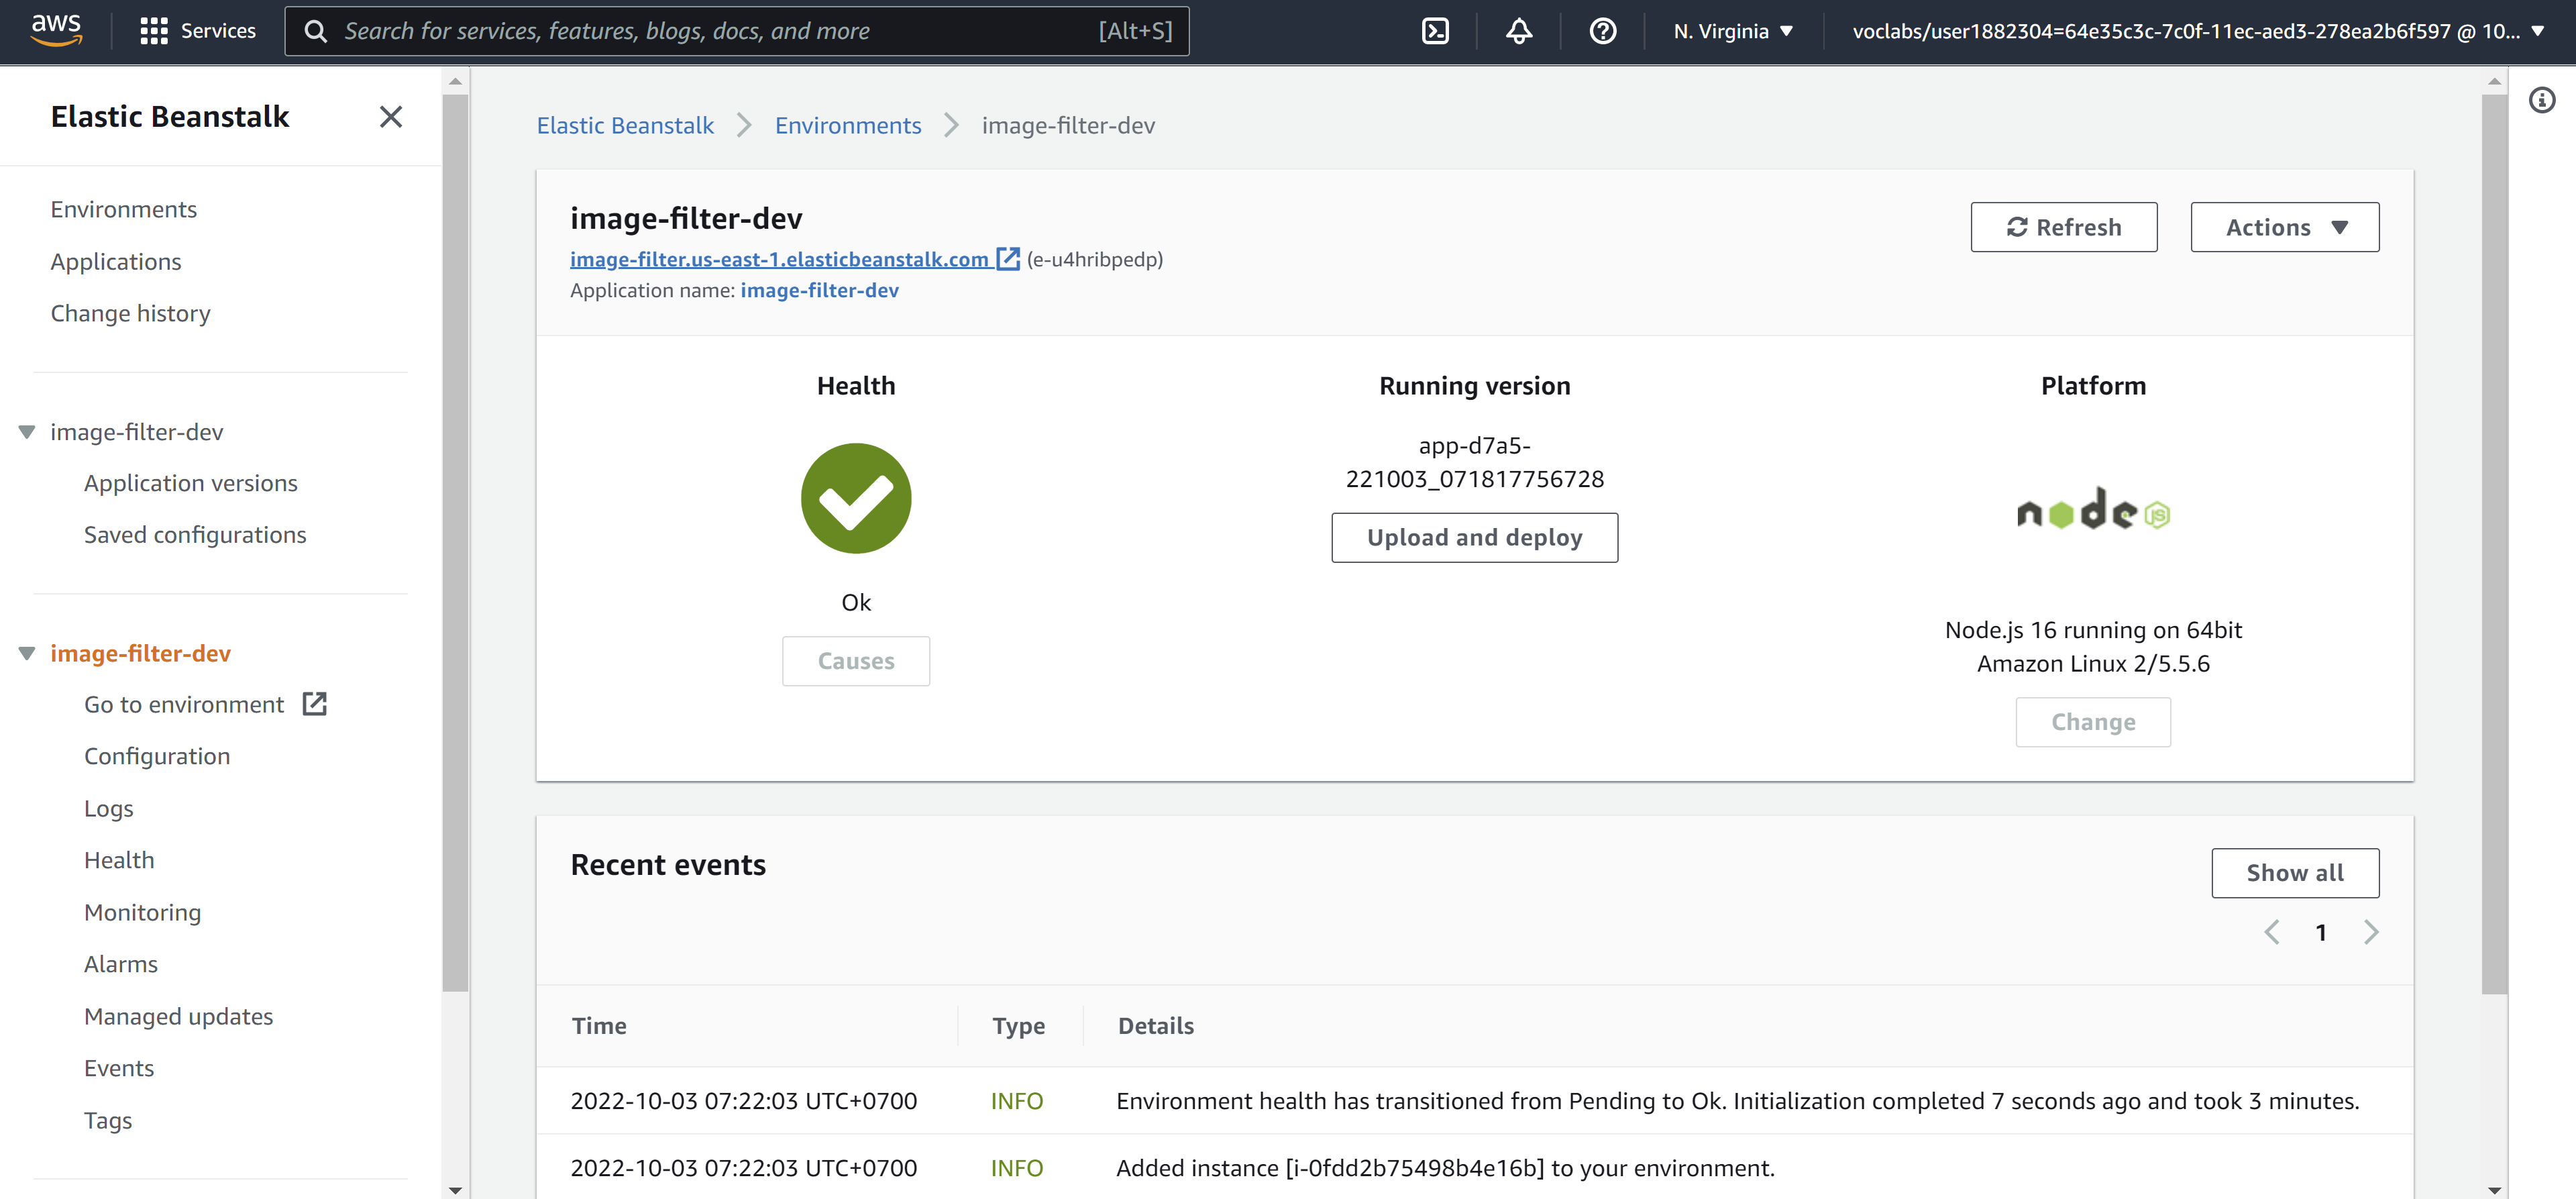 aws
Services
Search for services, features, blogs, docs, and more
[Alt+S]
N. Virginia
voclabs/user1882304=64e35c3c-7c0f-11ec-aed3-278ea2b6f597 @ 10...
Elastic Beanstalk
Environments
Applications
Change history
image-filter-dev
Application versions
Saved configurations
image-filter-dev
Go to environment
Configuration
Logs
Health
Monitoring
Alarms
Managed updates
Events
Tags
Elastic Beanstalk
Environments
image-filter-dev
image-filter-dev
image-filter.us-east-1.elasticbeanstalk.com (e-u4hribpedp)
Application name: image-filter-dev
Refresh
Actions
Health
Ok
Causes
Running version
app-d7a5-
221003_071817756728
Upload and deploy
Platform
node JS
Node.js 16 running on 64bit
Amazon Linux 2/5.5.6
Change
Recent events
Show all
1
Time Type Details
2022-10-03 07:22:03 UTC+0700 INFO Environment health has transitioned from Pending to Ok. Initialization completed 7 seconds ago and took 3 minutes.
2022-10-03 07:22:03 UTC+0700 INFO Added instance [i-0fdd2b75498b4e16b] to your environment.